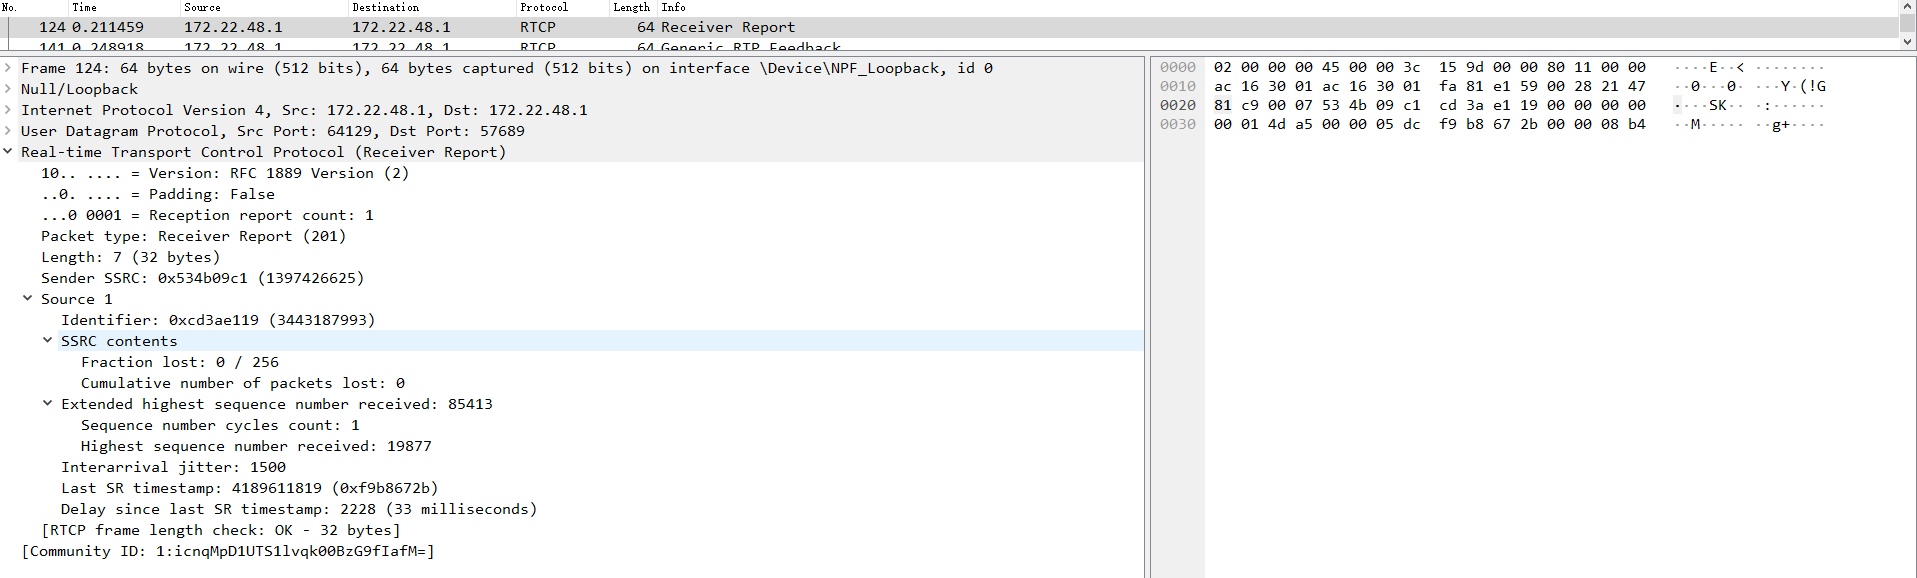 No. Time Source Destination Protocol Length Info
124 0.211459 172.22.48.1 172.22.48.1 RTCP 64 Receiver Report
141 0.248918 172.22.48.1 172.22.48.1 RTCP 64 Generic RTP Feedback
Frame 124: 64 bytes on wire (512 bits), 64 bytes captured (512 bits) on interface \Device\NPF_Loopback, id 0
Null/Loopback
Internet Protocol Version 4, Src: 172.22.48.1, Dst: 172.22.48.1
User Datagram Protocol, Src Port: 64129, Dst Port: 57689
Real-time Transport Control Protocol (Receiver Report)
10.. .... = Version: RFC 1889 Version (2)
..0. .... = Padding: False
...0 0001 = Reception report count: 1
Packet type: Receiver Report (201)
Length: 7 (32 bytes)
Sender SSRC: 0x534b09c1 (1397426625)
Source 1
Identifier: 0xcd3ae119 (3443187993)
SSRC contents
Fraction lost: 0 / 256
Cumulative number of packets lost: 0
Extended highest sequence number received: 85413
Sequence number cycles count: 1
Highest sequence number received: 19877
Interarrival jitter: 1500
Last SR timestamp: 4189611819 (0xf9b8672b)
Delay since last SR timestamp: 2228 (33 milliseconds)
[RTCP frame length check: OK - 32 bytes]
[Community ID: 1:icnqMpD1UTS1lvqk00BzG9fIafM=]
0000 02 00 00 00 45 00 00 3c 15 9d 00 00 80 11 00 00 ····E··< ········
0010 ac 16 30 01 ac 16 30 01 fa 81 e1 59 00 28 21 47 ··0···0· ···Y·(!G
0020 81 c9 00 07 53 4b 09 c1 cd 3a e1 19 00 00 00 00 ····SK·· ·:······
0030 00 01 4d a5 00 00 05 dc f9 b8 67 2b 00 00 08 b4 ··M····· ··g+····